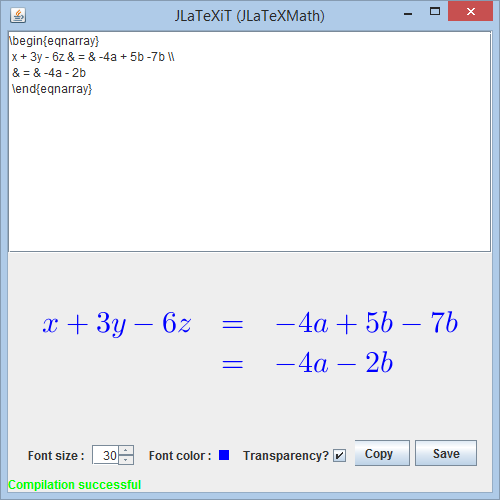 JLaTeXiT (JLaTeXMath)
\begin{eqnarray}
x + 3y - 6z & = & -4a + 5b -7b \\
& = & -4a - 2b
\end{eqnarray}
x + 3y − 6z = −4a + 5b − 7b
= −4a − 2b
Font size : 30 Font color : Transparency? Copy Save
Compilation successful